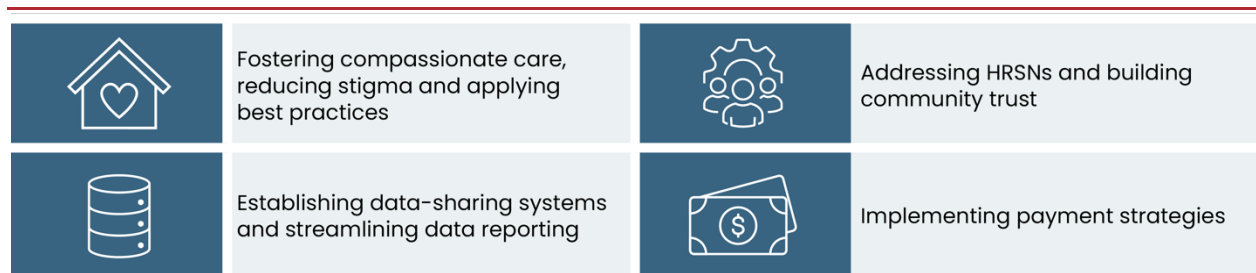 Fostering compassionate care,
reducing stigma and applying
best practices
Addressing HRSNs and building
community trust
Establishing data-sharing systems
and streamlining data reporting
$
Implementing payment strategies